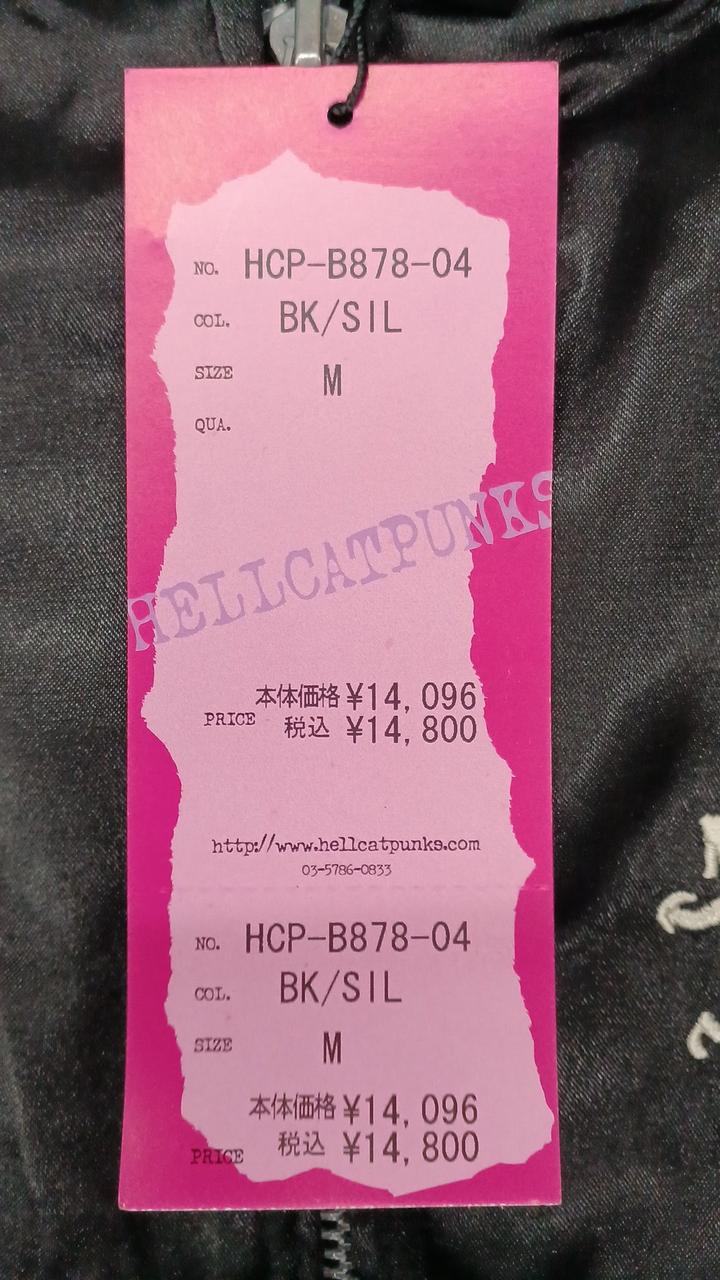 NO. HCP-B878-04
COL. BK/SIL
SIZE M
QUA.
HELLCATPUNKS
本体価格 ¥14,096
PRICE 税込 ¥14,800
http://www.hellcatpunks.com
03-5786-0833
NO. HCP-B878-04
COL. BK/SIL
SIZE M
本体価格 ¥14,096
PRICE 税込 ¥14,800